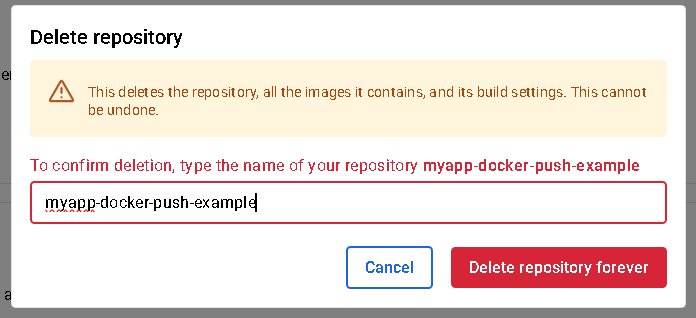 Delete repository
This deletes the repository, all the images it contains, and its build settings. This cannot
be undone.
To confirm deletion, type the name of your repository myapp-docker-push-example
myapp-docker-push-example
Cancel
Delete repository forever
er
a